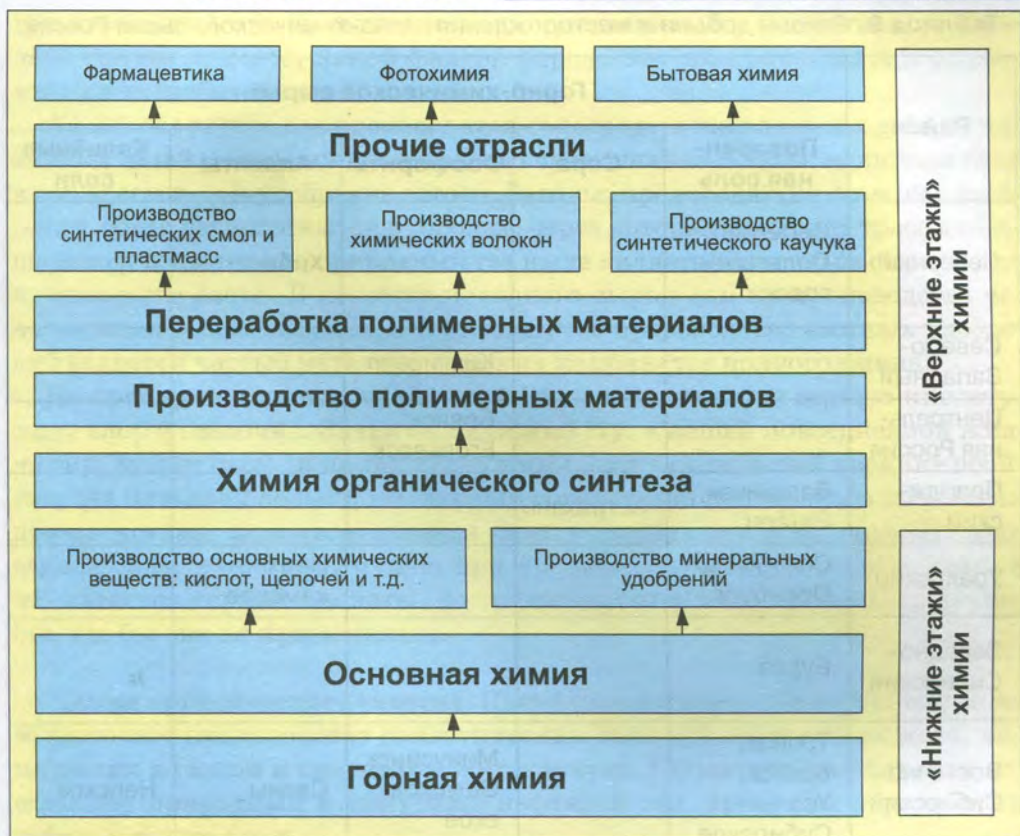 Фармацевтика
Фотохимия
Бытовая химия
Прочие отрасли
Производство
синтетических смол и
пластмасс
Производство
химических волокон
Производство
синтетического каучука
Переработка полимерных материалов
Производство полимерных материалов
Химия органического синтеза
«Верхние этажи»
химии
Производство основных химических
веществ: кислот, щелочей и т.д.
Производство минеральных
удобрений
Основная химия
Горная химия
«Нижние этажи»
химии